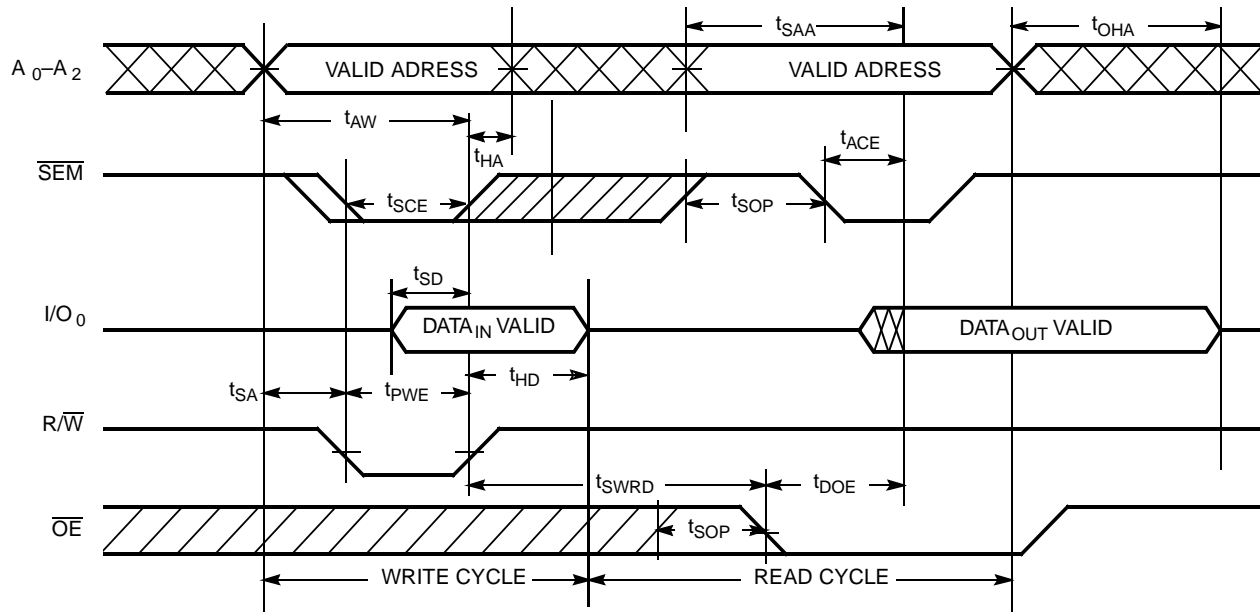 tSAA
tOHA
A0–A2
VALID ADRESS
VALID ADRESS
tAW
tHA
tACE
SEM
tSCE
tSOP
tSD
I/O0
DATAIN VALID
DATAOUT VALID
tSA
tPWE
tHD
R/W
tSWRD
tDOE
OE
tSOP
WRITE CYCLE
READ CYCLE